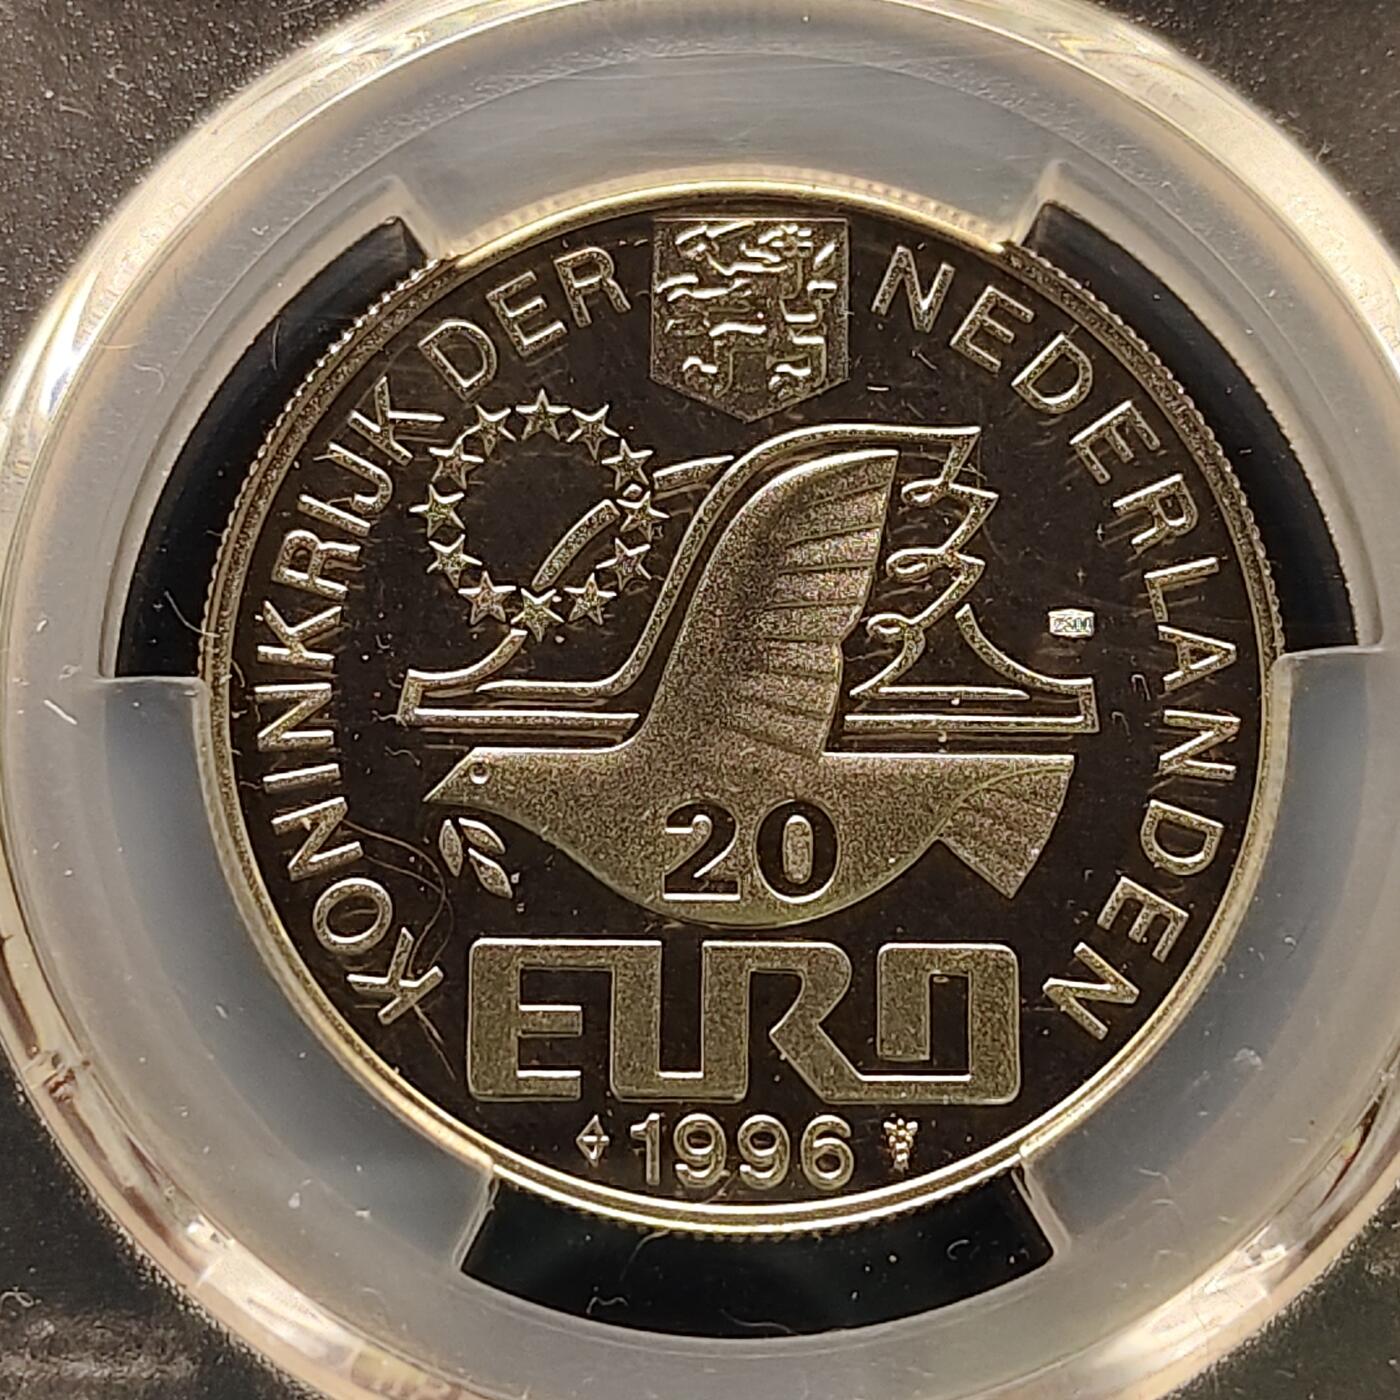 KONINKRIJK DER NEDERLANDEN
20
EURO
1996